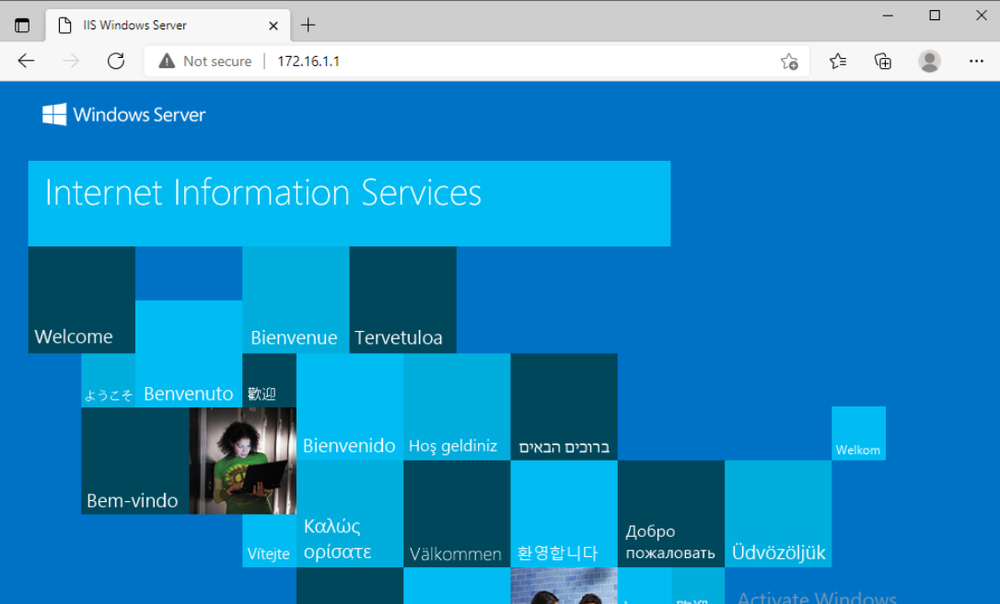 IIS Windows Server
Not secure
172.16.1.1
Windows Server
Internet Information Services
Welcome
Bienvenue
Tervetuloa
ようこそ
Benvenuto
歡迎
Bienvenido
Hoş geldiniz
ברוכים הבאים
Welkom
Bem-vindo
Vítejte
Καλώς
ορίσατε
Välkommen
환영합니다
Добро
пожаловать
Üdvözöljük
Activate Windows